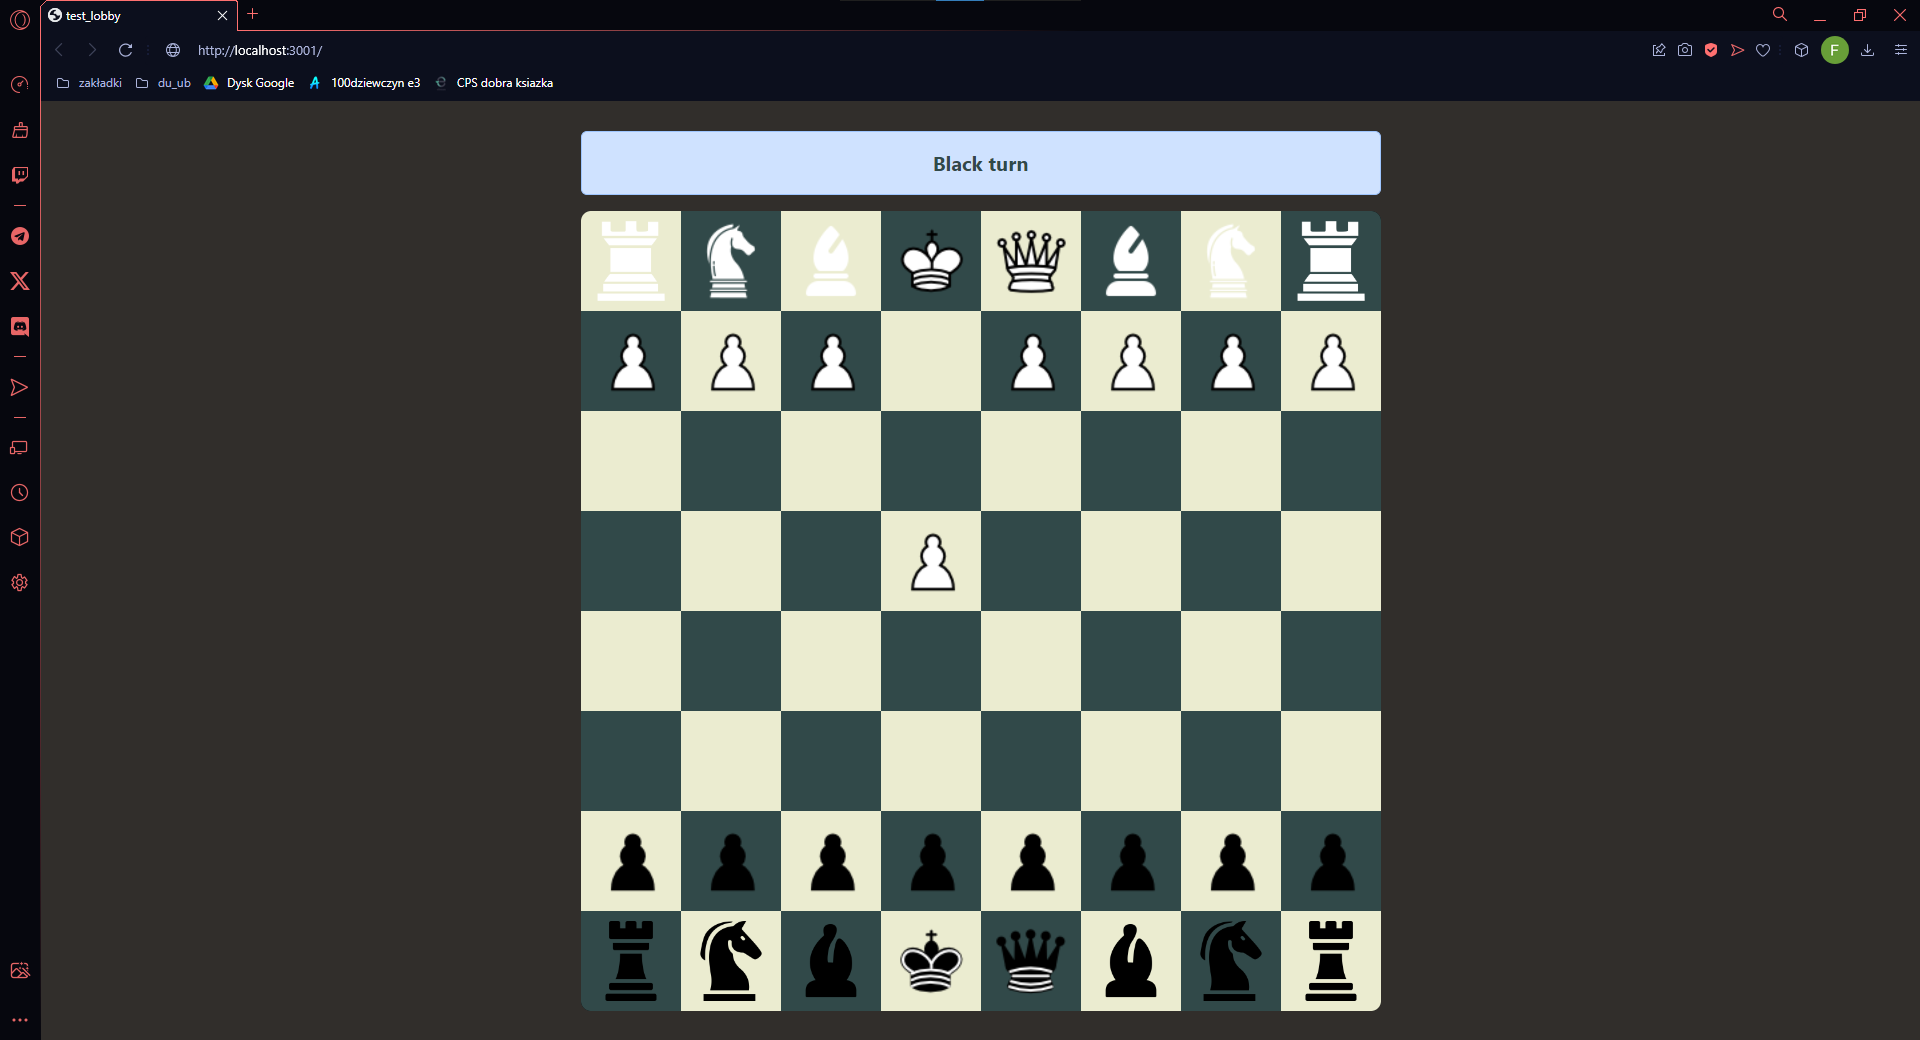 test_lobby
http://localhost:3001/
F
zakładki
du_ub
Dysk Google
100dziewczyn e3
CPS dobra ksiazka
Black turn